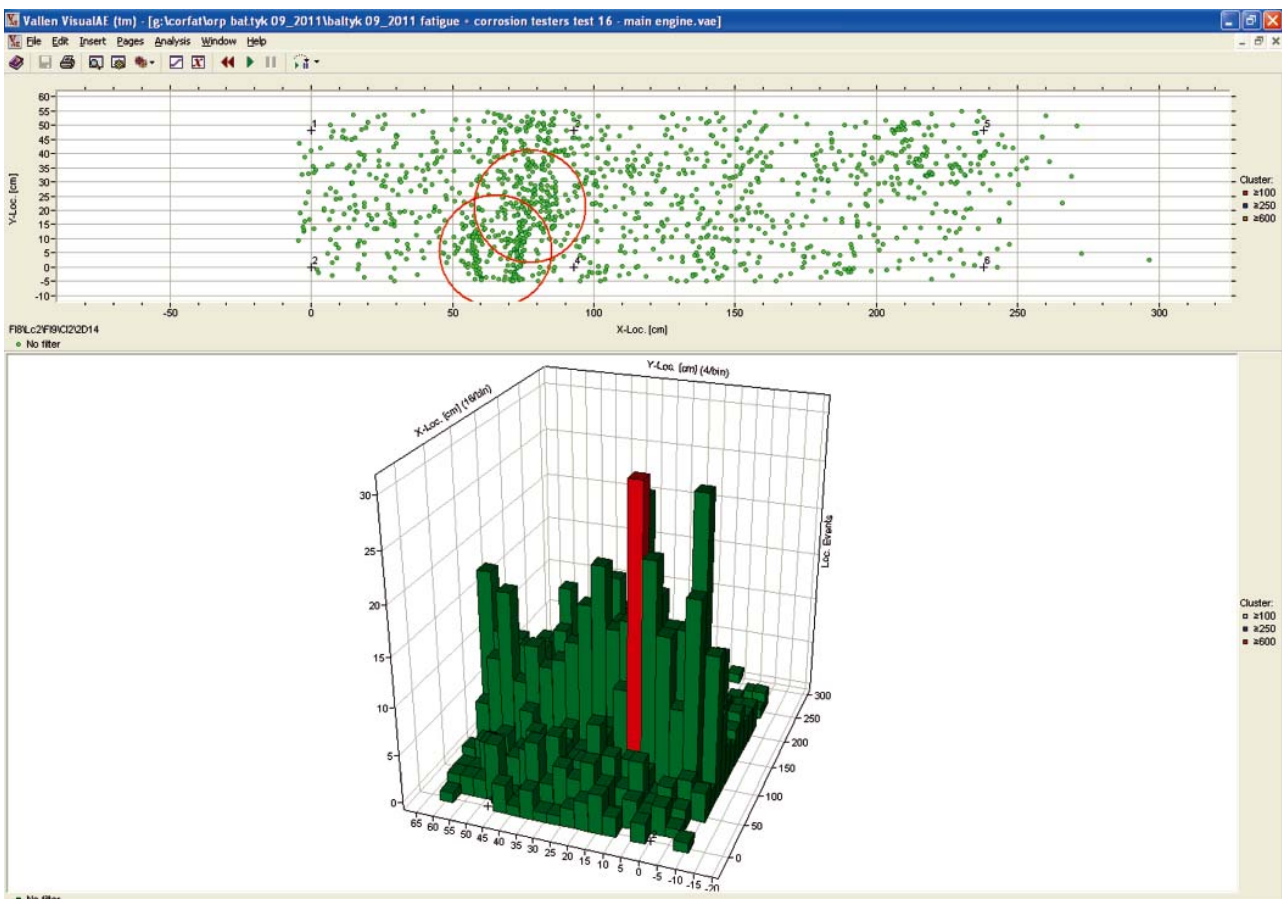 Vallen VisualAE (tm) - [g:\corfat\orp bał.tyk 09_2011\baltyk 09_2011 fatigue + corrosion testers test 16 - main engine.vae]
File Edit Insert Pages Analysis Window Help
60
55
50
45
40
35
30
25
20
15
10
5
0
-5
-10
Y-Loc. [cm]
1
3
5
2
4
6
Cluster:
≥100
≥250
≥600
-50 0 50 100 150 200 250 300
X-Loc. [cm]
FI8\Lc2\FI9\Cl2\2D14
No filter
Y-Loc. [cm] (4/bin)
X-Loc. [cm] (16/bin)
Loc. Events
30
25
20
15
10
5
0
65 60 55 50 45 40 35 30 25 20 15 10 5 0 -5 -10 -15 -20
300
250
200
150
100
50
0
Cluster:
≥100
≥250
≥600
No filter